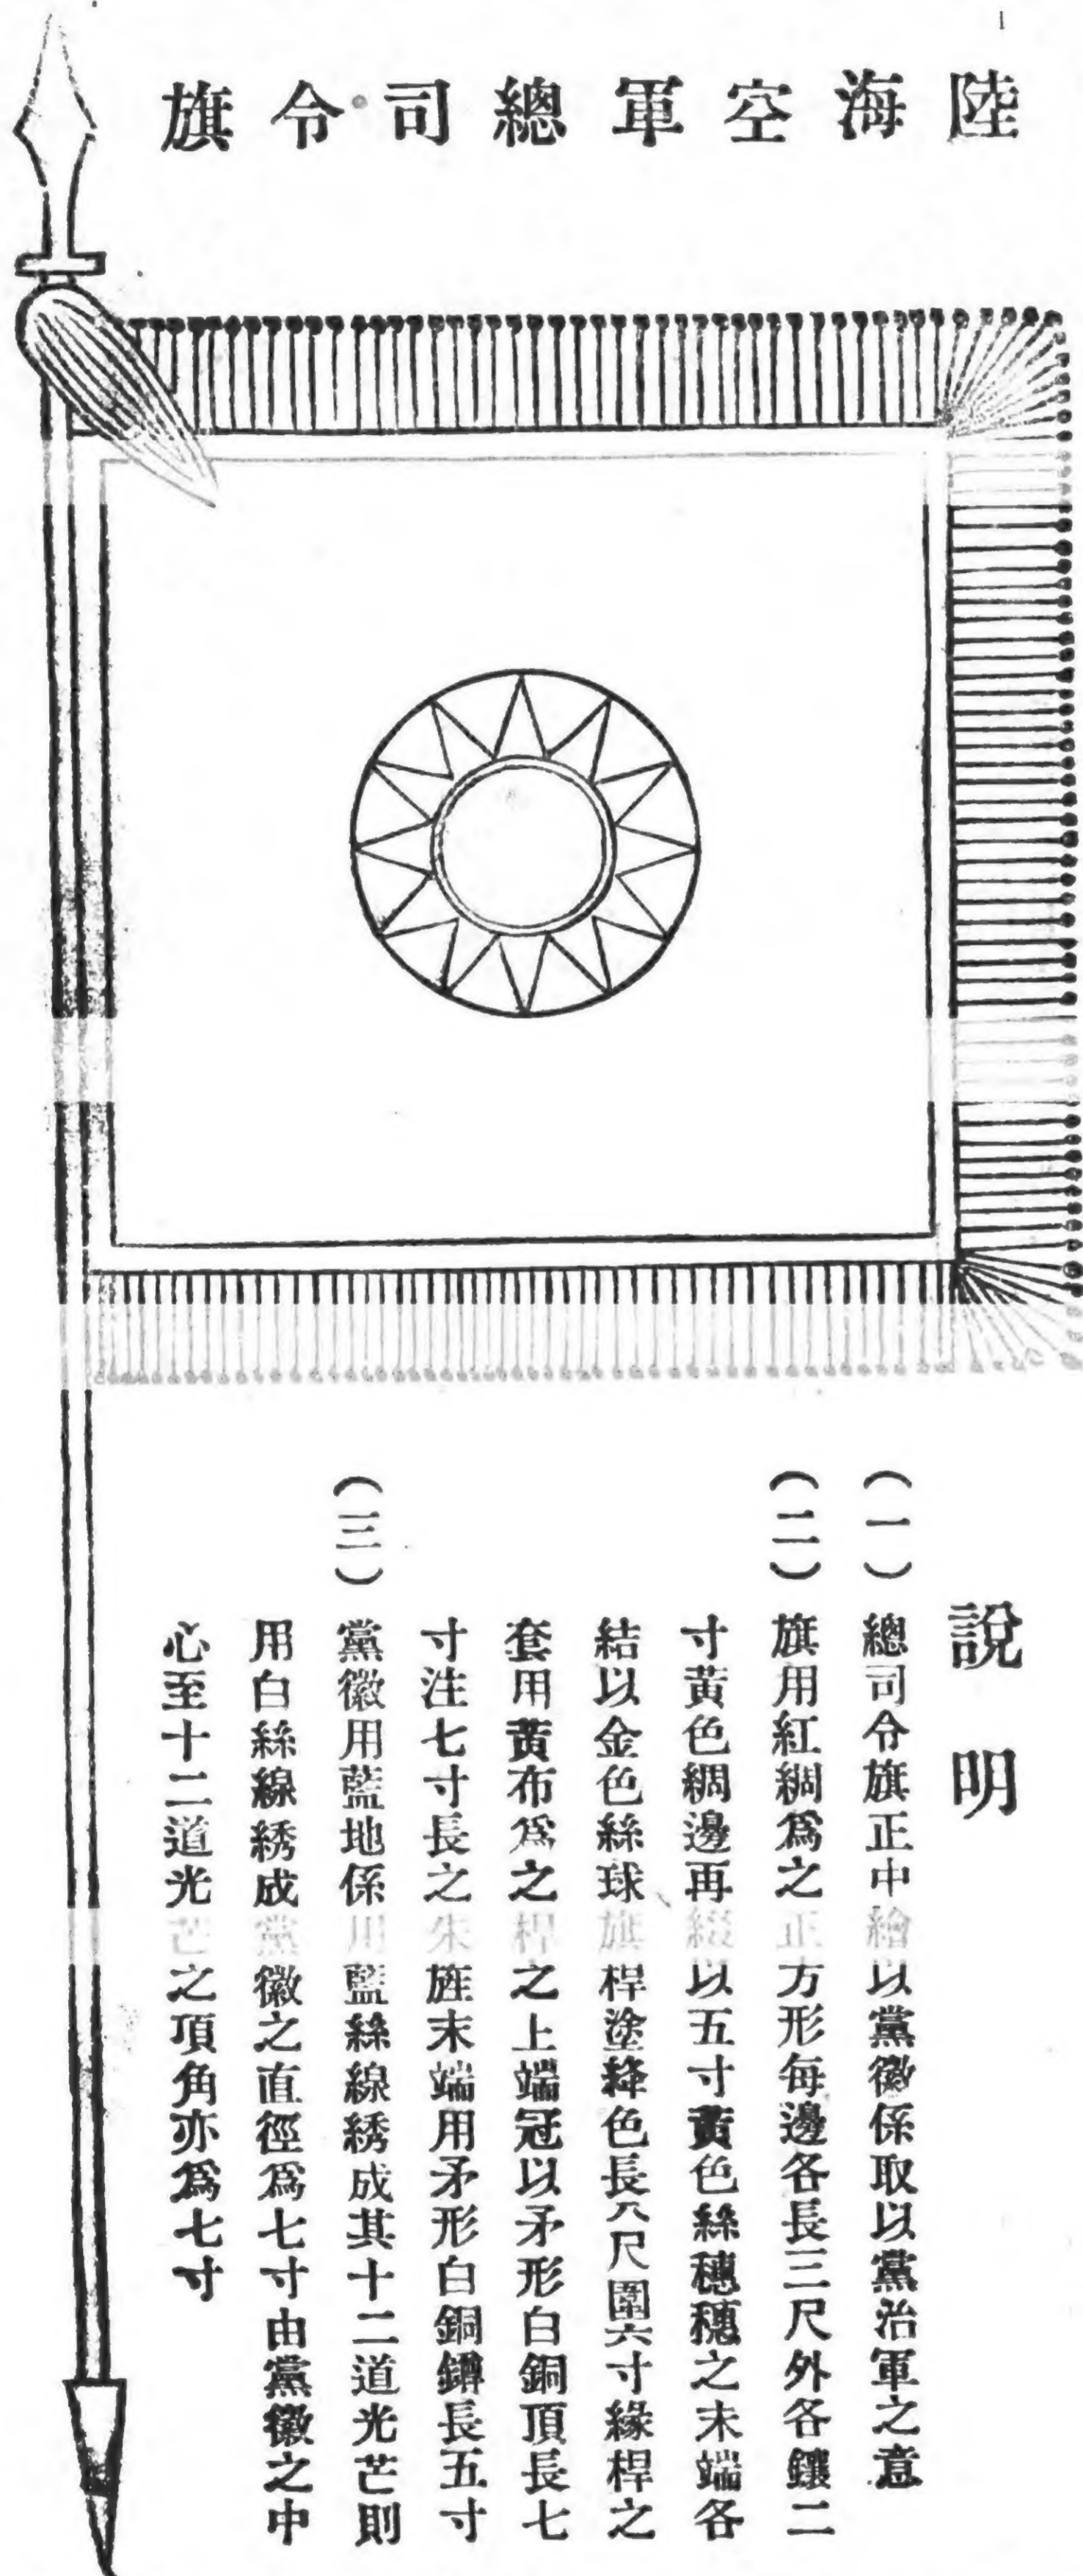 1
陸海空軍總司令旗
說明
(一)總司令旗正中繪以黨徽係取以黨治軍之意
(二)旗用紅綢爲之正方形每邊各長三尺外各鑲二
寸黃色綢邊再綴以五寸黃色絲穗穗之末端各
結以金色絲球旗桿塗絳色長八尺圍六寸緣桿之
套用黃布爲之桿之上端冠以矛形白銅頂長七
寸注七寸長之朱旄末端用矛形白銅鐏長五寸
(三)黨徽用藍地係用藍絲線綉成其十二道光芒則
用白絲線綉成黨徽之直徑爲七寸由黨徽之中
心至十二道光芒之頂角亦爲七寸